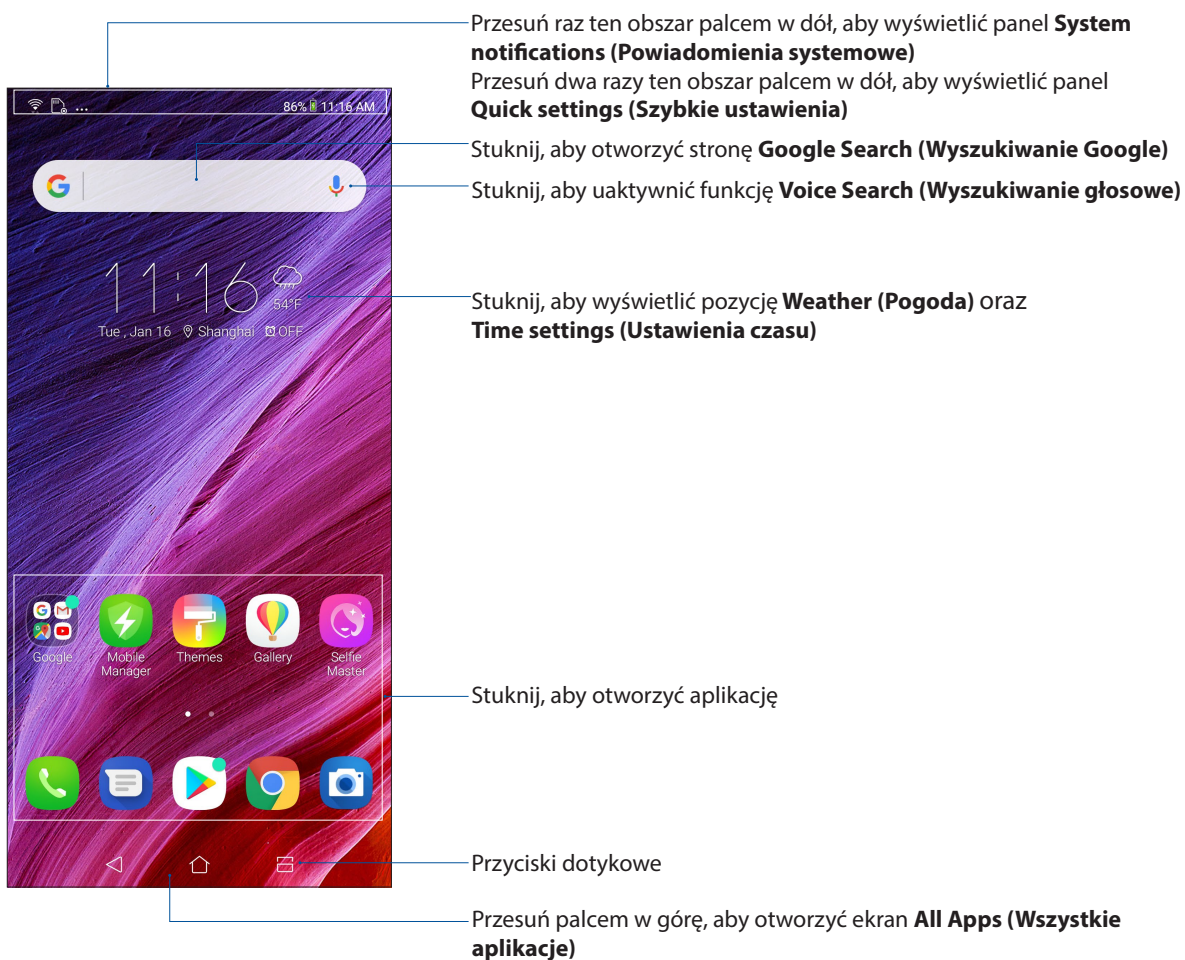 Przesuń raz ten obszar palcem w dół, aby wyświetlić panel System
notifications (Powiadomienia systemowe)
Przesuń dwa razy ten obszar palcem w dół, aby wyświetlić panel
Quick settings (Szybkie ustawienia)
... 86% 11:16 AM
Stuknij, aby otworzyć stronę Google Search (Wyszukiwanie Google)
G
Stuknij, aby uaktywnić funkcję Voice Search (Wyszukiwanie głosowe)
11:16
54°F
Tue , Jan 16 Shanghai OFF
Stuknij, aby wyświetlić pozycję Weather (Pogoda) oraz
Time settings (Ustawienia czasu)
Google Mobile Themes Gallery Selfie
Manager Master
Stuknij, aby otworzyć aplikację
Przyciski dotykowe
Przesuń palcem w górę, aby otworzyć ekran All Apps (Wszystkie
aplikacje)